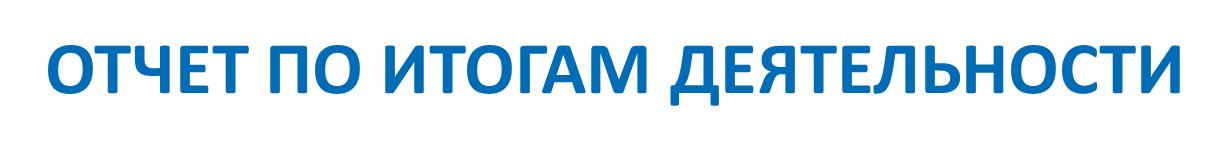 ОТЧЕТ ПО ИТОГАМ ДЕЯТЕЛЬНОСТИ